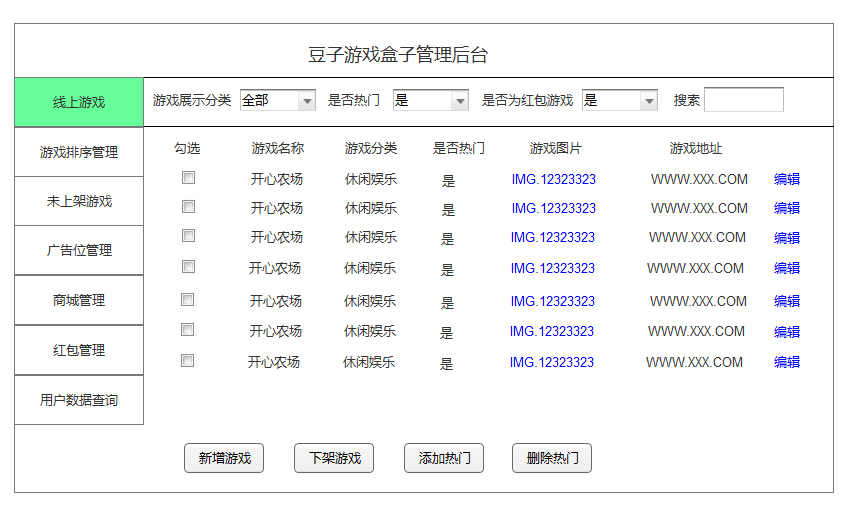 豆子游戏盒子管理后台
线上游戏
游戏展示分类 全部 是否热门 是 是否为红包游戏 是 搜索
游戏排序管理
未上架游戏
广告位管理
商城管理
红包管理
用户数据查询
勾选 游戏名称 游戏分类 是否热门 游戏图片 游戏地址
开心农场 休闲娱乐 是 IMG.12323323 WWW.XXX.COM 编辑
开心农场 休闲娱乐 是 IMG.12323323 WWW.XXX.COM 编辑
开心农场 休闲娱乐 是 IMG.12323323 WWW.XXX.COM 编辑
开心农场 休闲娱乐 是 IMG.12323323 WWW.XXX.COM 编辑
开心农场 休闲娱乐 是 IMG.12323323 WWW.XXX.COM 编辑
开心农场 休闲娱乐 是 IMG.12323323 WWW.XXX.COM 编辑
开心农场 休闲娱乐 是 IMG.12323323 WWW.XXX.COM 编辑
新增游戏 下架游戏 添加热门 删除热门